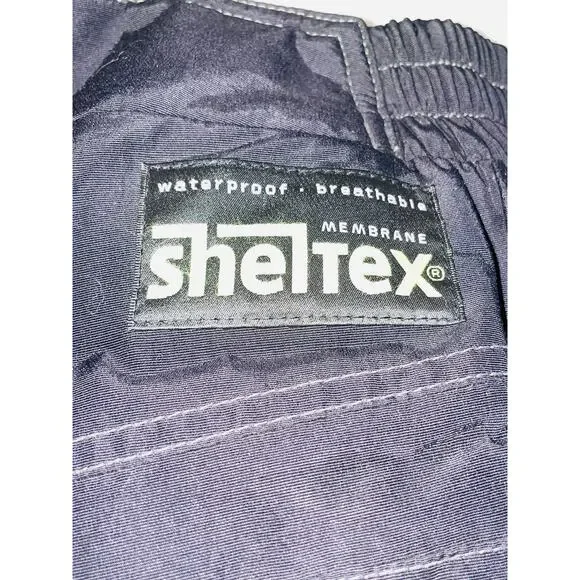 waterproof · breathable
MEMBRANE
shelTex®